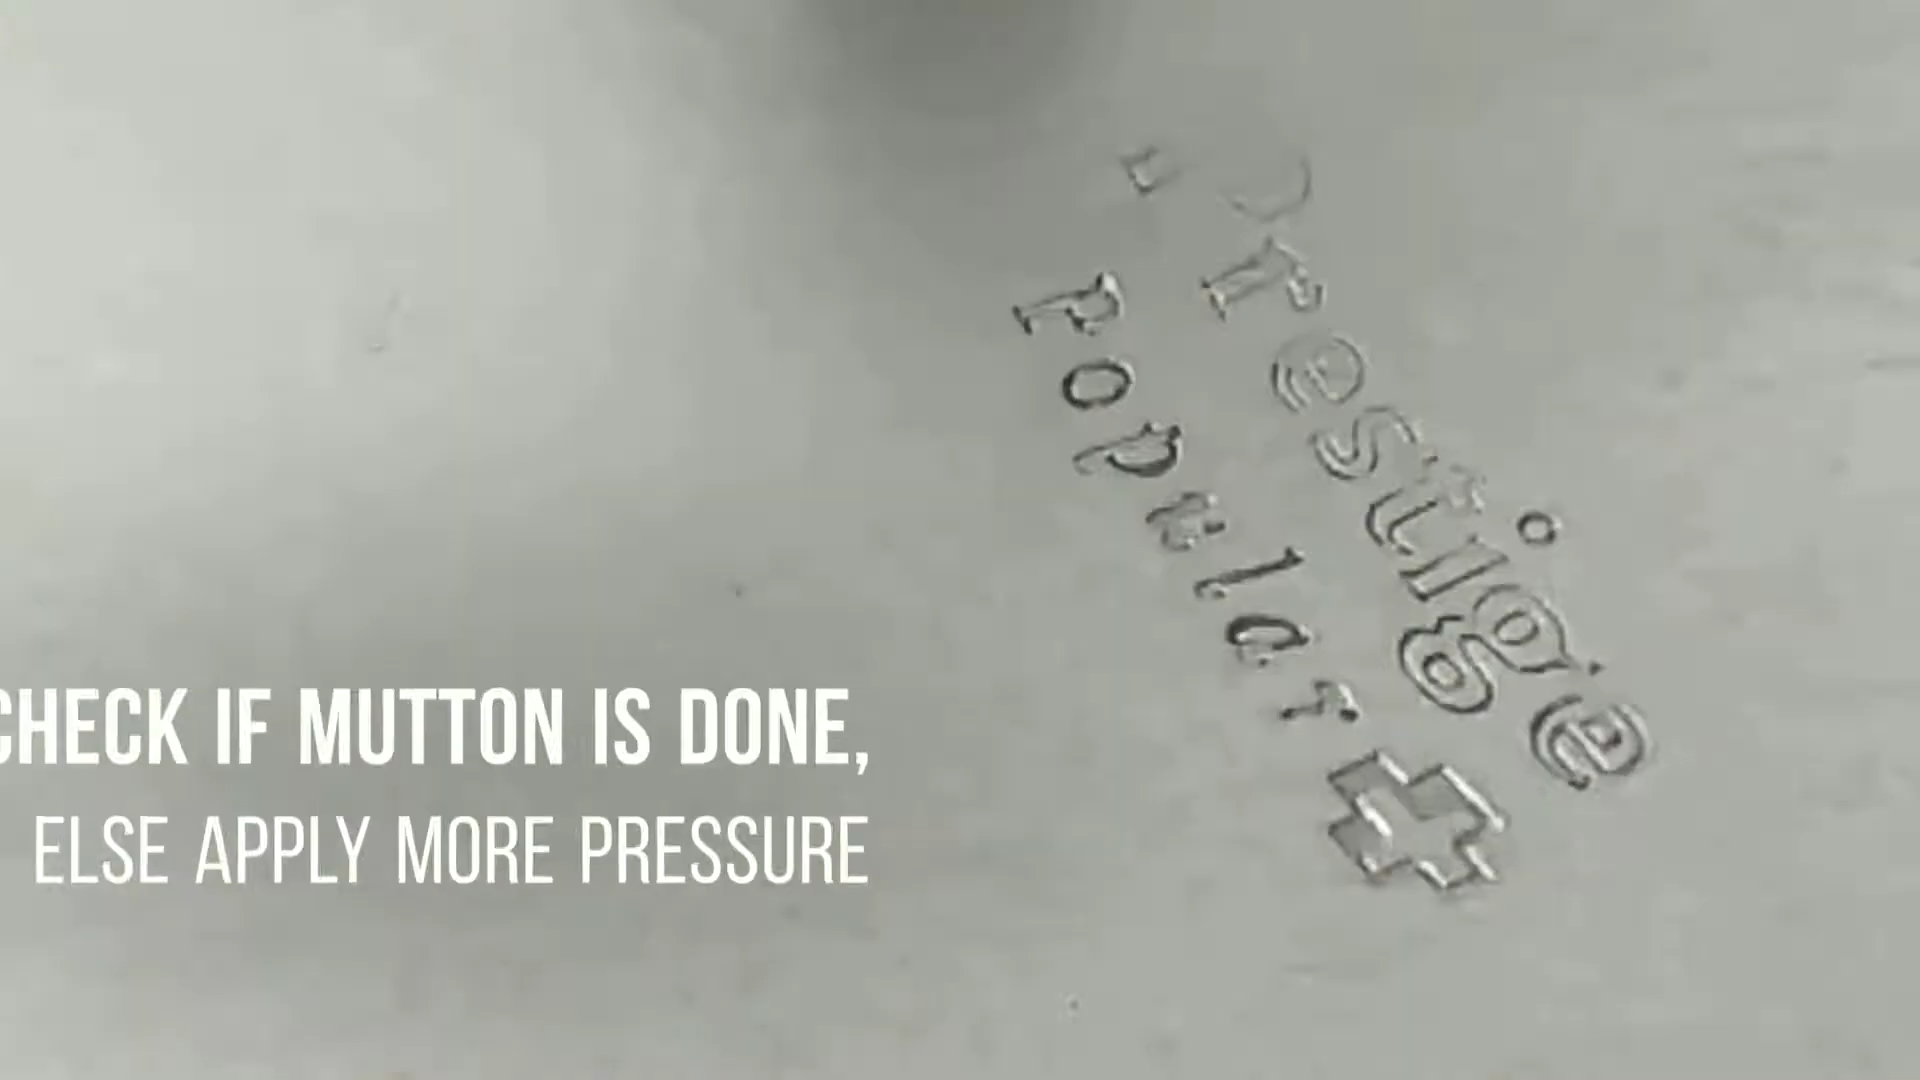 Prestige
Popular
CHECK IF MUTTON IS DONE,
ELSE APPLY MORE PRESSURE